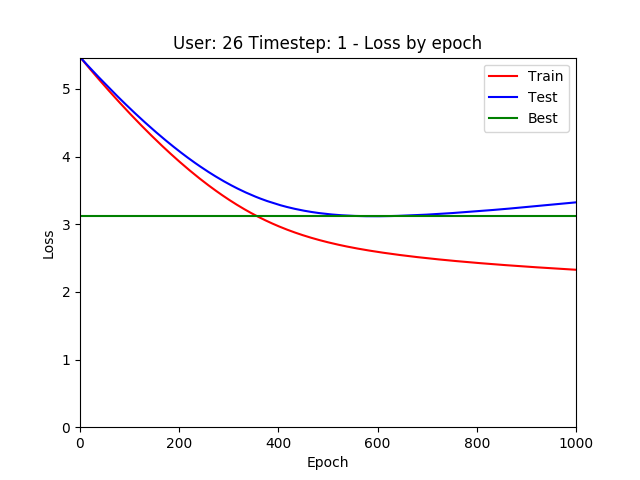 User: 26 Timestep: 1 - Loss by epoch
Train
Test
Best
5
4
3
2
1
0
Loss
0 200 400 600 800 1000
Epoch